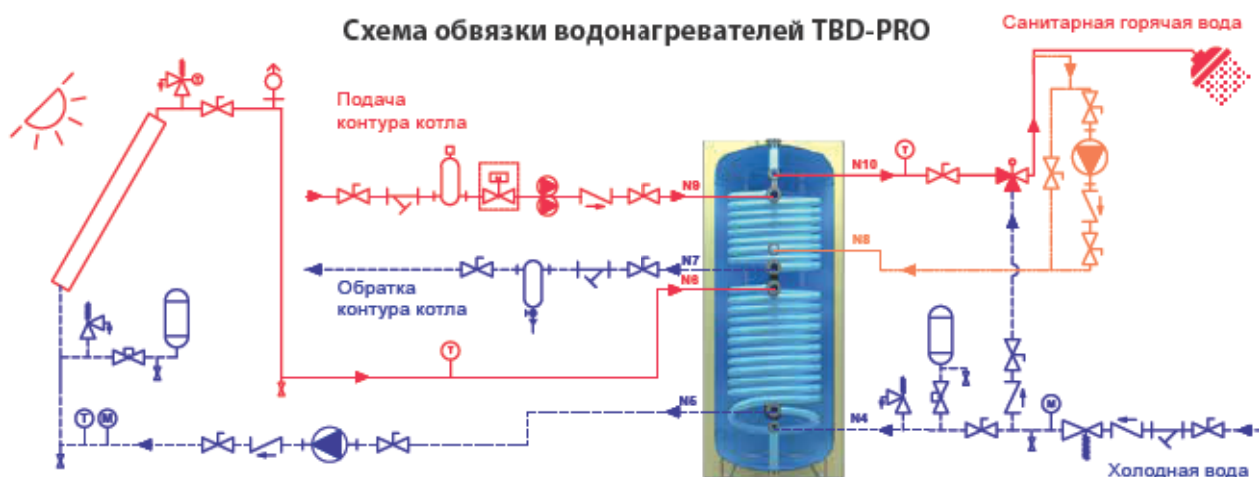 Схема обвязки водонагревателей TBD-PRO
Санитарная горячая вода
Подача
контура котла
N10
T
N9
M
N8
N7
N6
Обратка
контура котла
T
N5
N4
T
M
M
Холодная вода